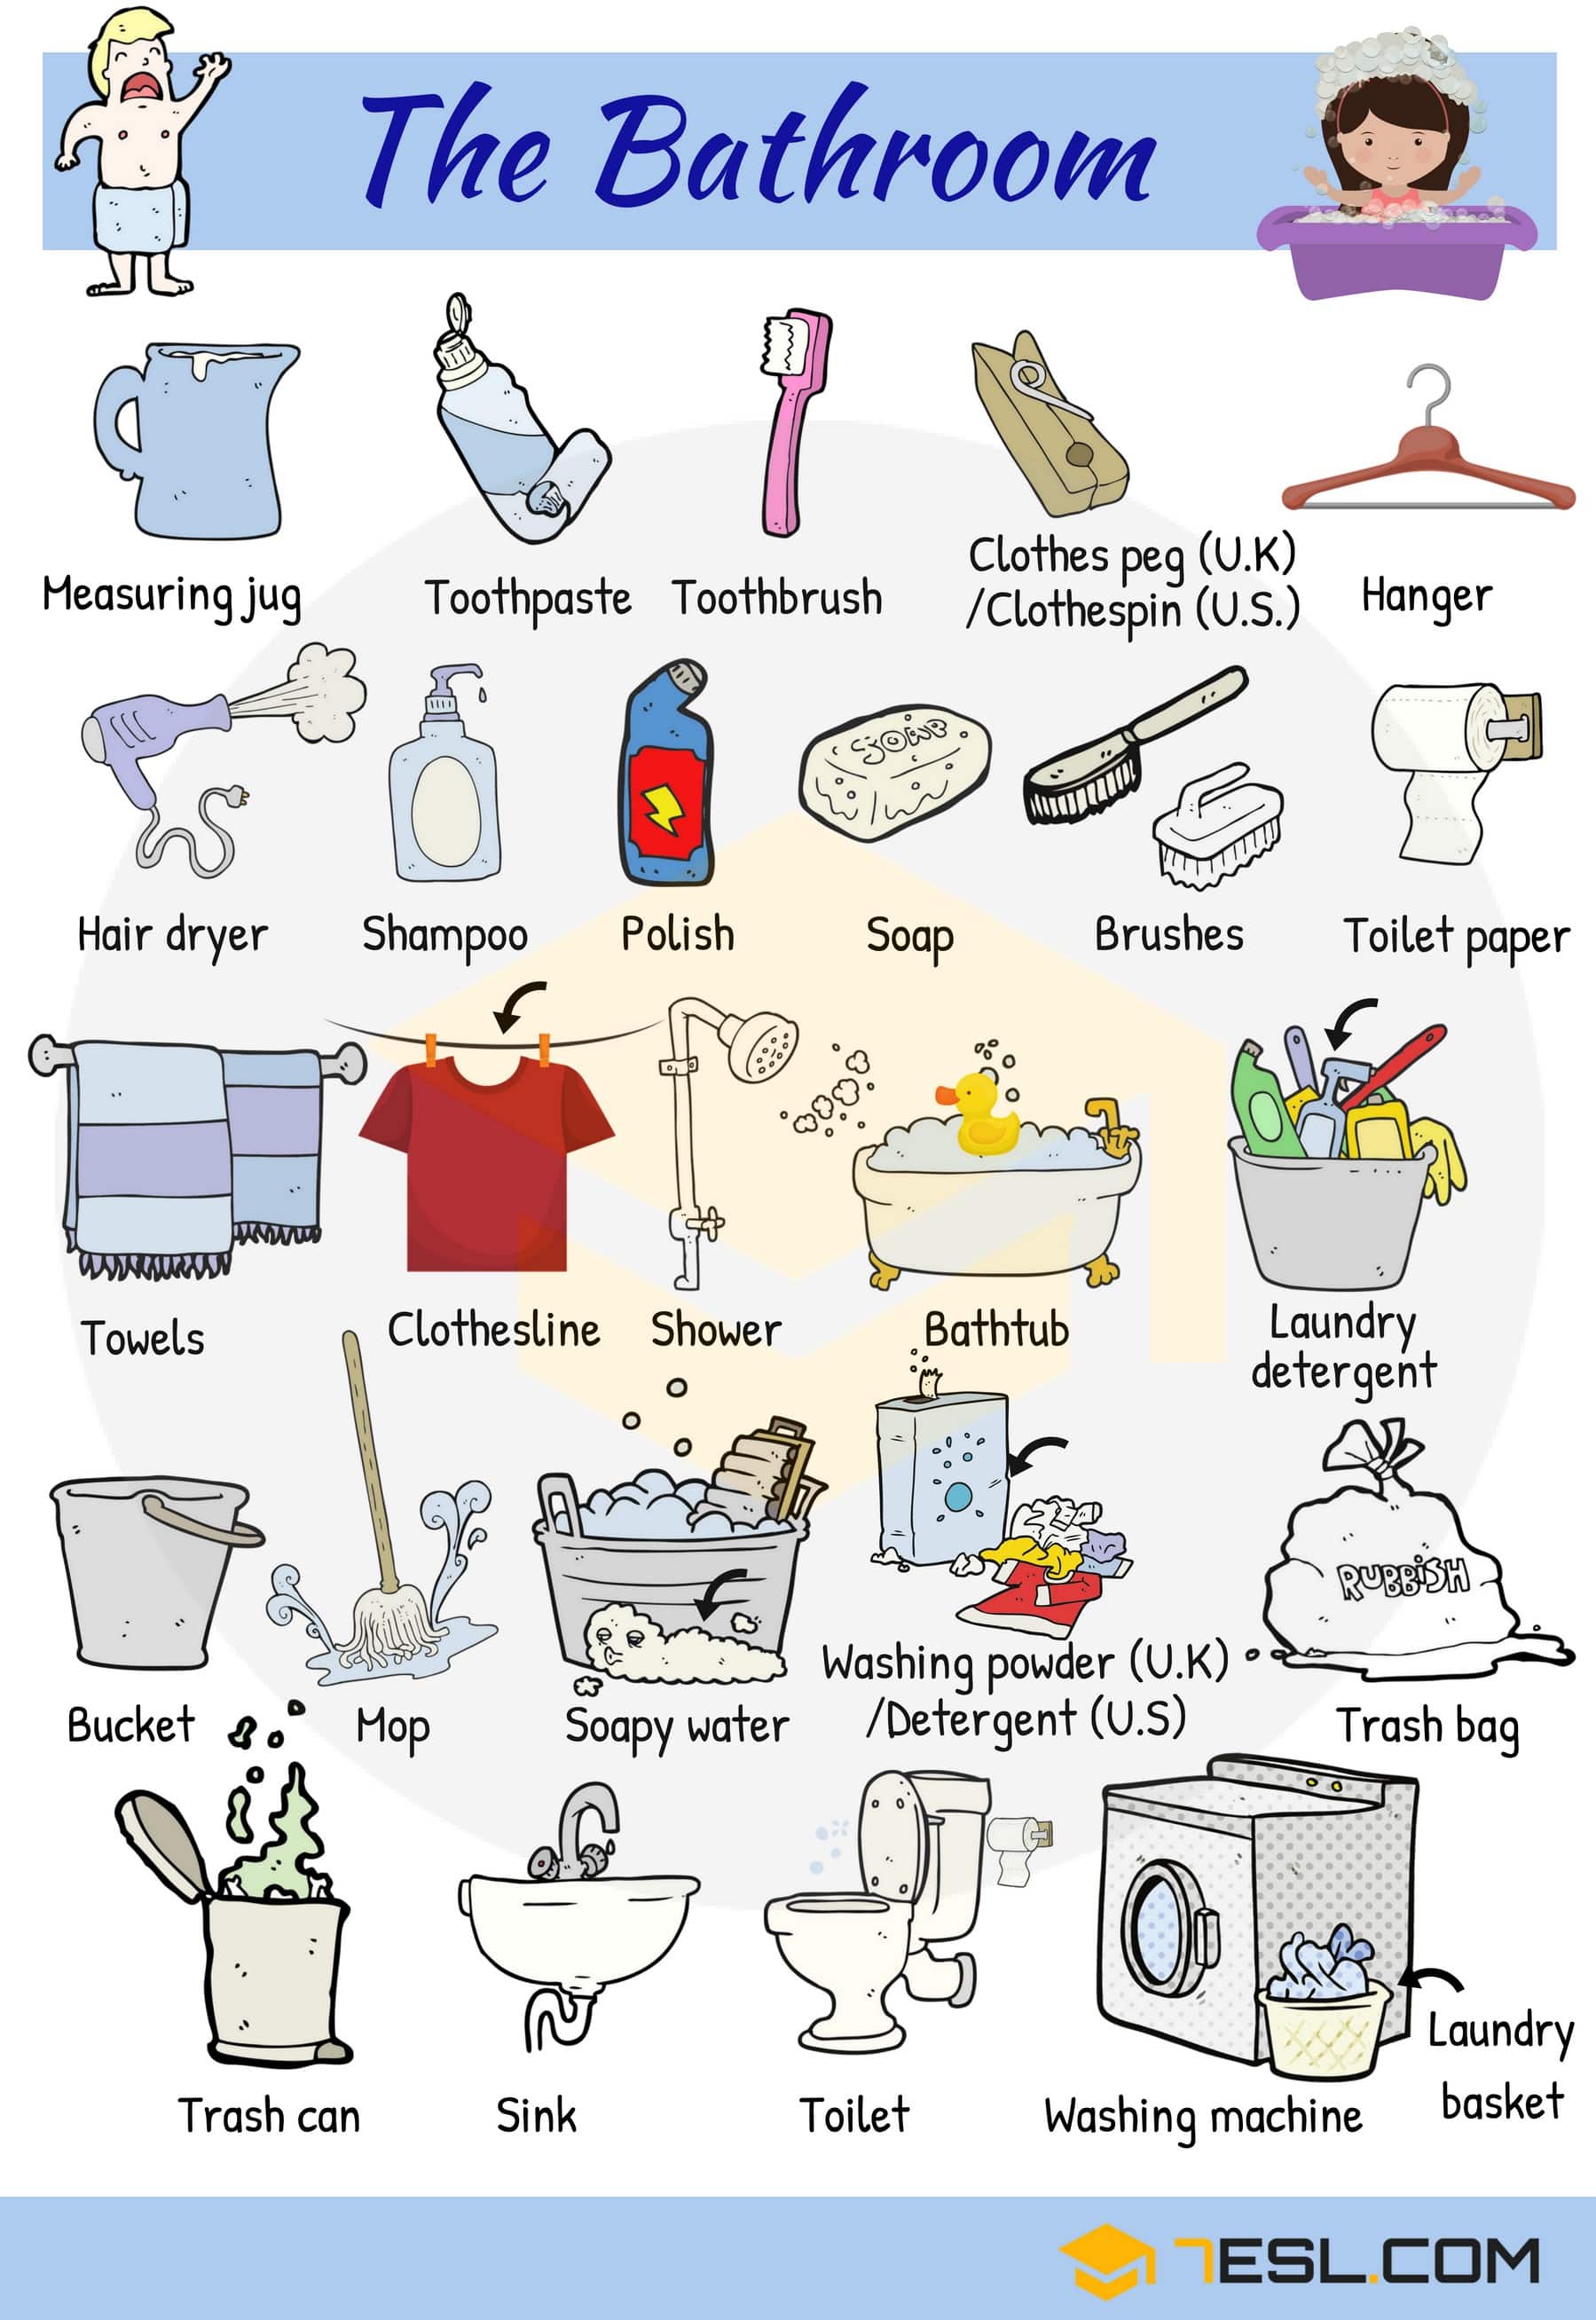 The Bathroom
Measuring jug
Toothpaste
Toothbrush
Clothes peg (U.K)
/Clothespin (U.S.)
Hanger
SOAP
Hair dryer
Shampoo
Polish
Soap
Brushes
Toilet paper
Towels
Clothesline
Shower
Bathtub
Laundry
detergent
RUBBiSH
Bucket
Mop
Soapy water
Washing powder (U.K)
/Detergent (U.S)
Trash bag
Trash can
Sink
Toilet
Washing machine
Laundry
basket
7ESL.COM